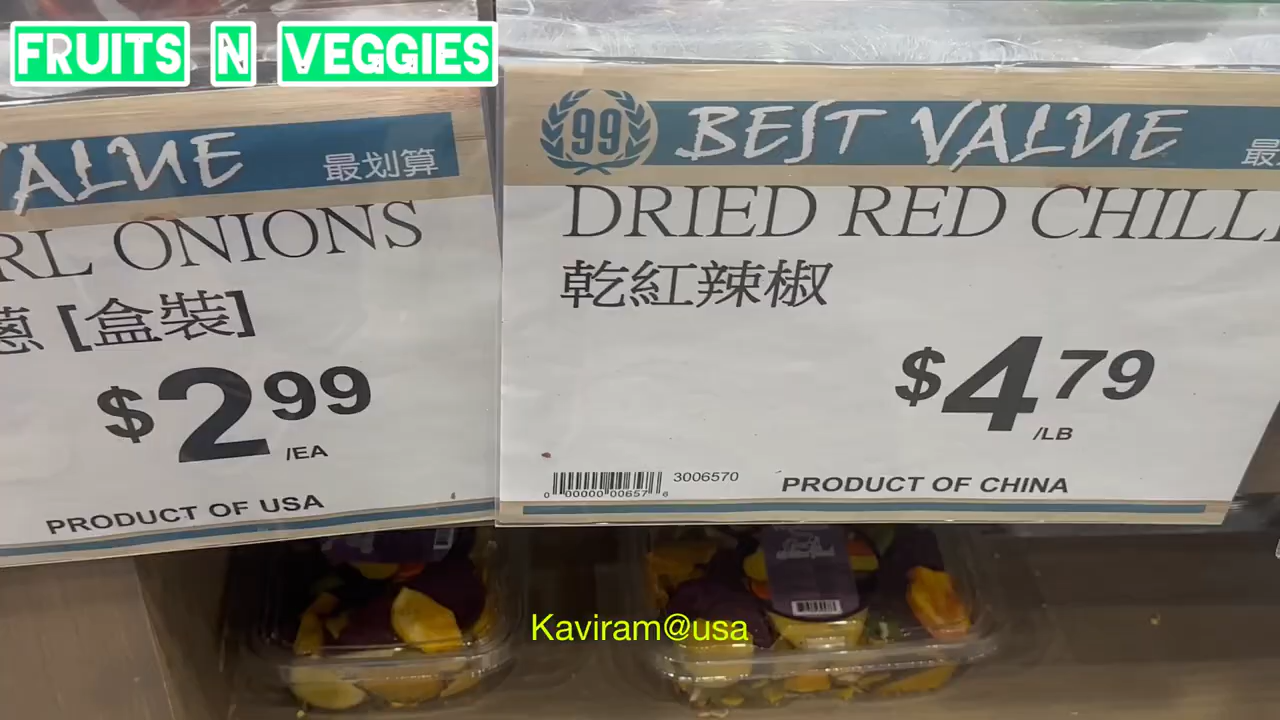 FRUITS N VEGGIES
ALUE 最划算
RL ONIONS
蔥 [盒裝]
$2 99
/EA
PRODUCT OF USA
99 BEST VALUE 最
DRIED RED CHILL
乾紅辣椒
$4 79
/LB
3006570
0 00000 00657 6
PRODUCT OF CHINA
Kaviram@usa